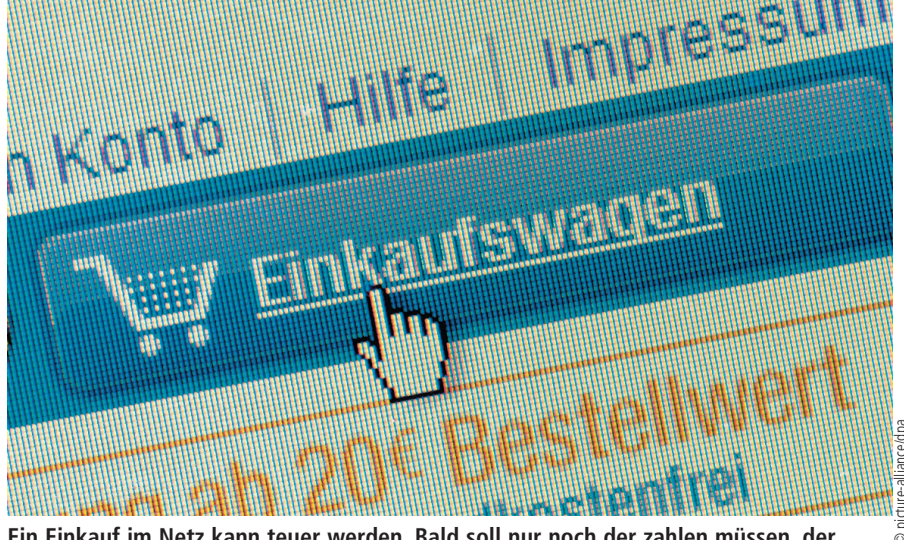 n Konto | Hilfe | Impressum
Einkaufswagen
ab 20€ Bestellwert
kostenfrei
Ein Einkauf im Netz kann teuer werden. Bald soll nur noch der zahlen müssen, der
© picture-alliance/dpa